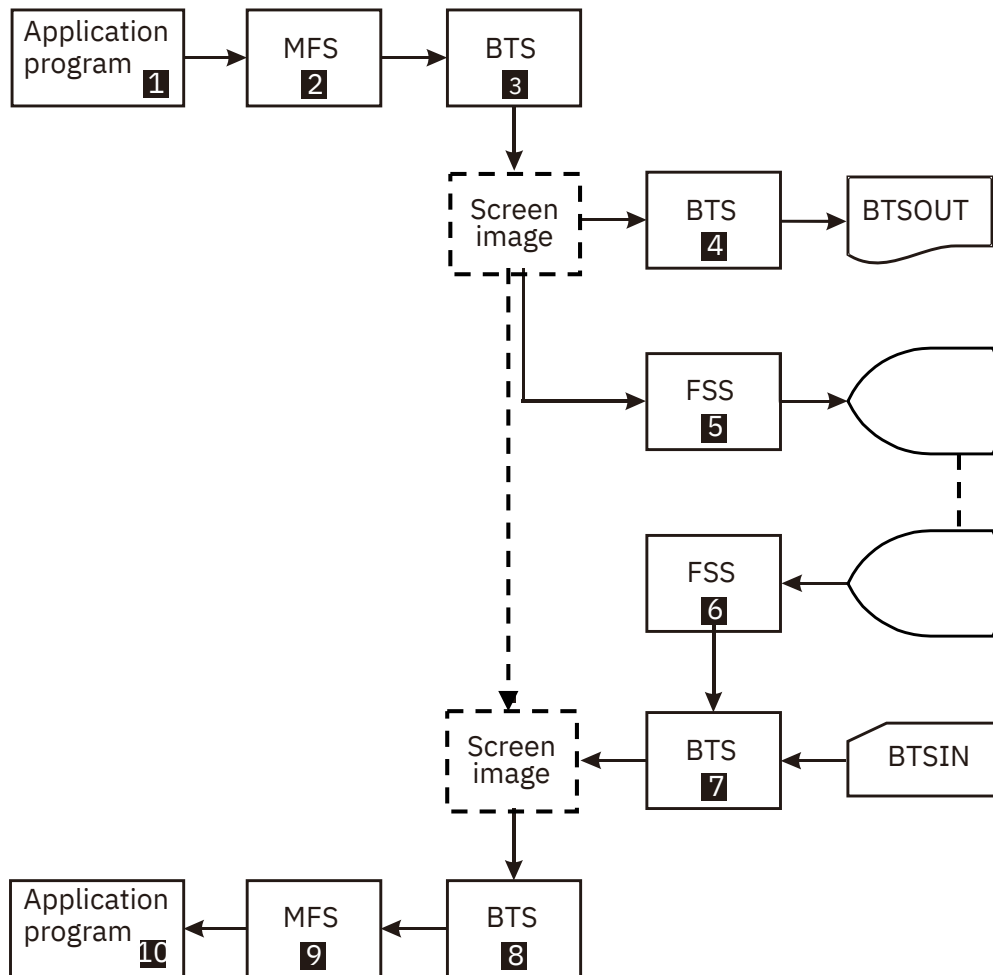 Application
program 1
MFS
2
BTS
3
Screen
image
BTS
4
BTSOUT
FSS
5
FSS
6
Screen
image
BTS
7
BTSIN
Application
program 10
MFS
9
BTS
8